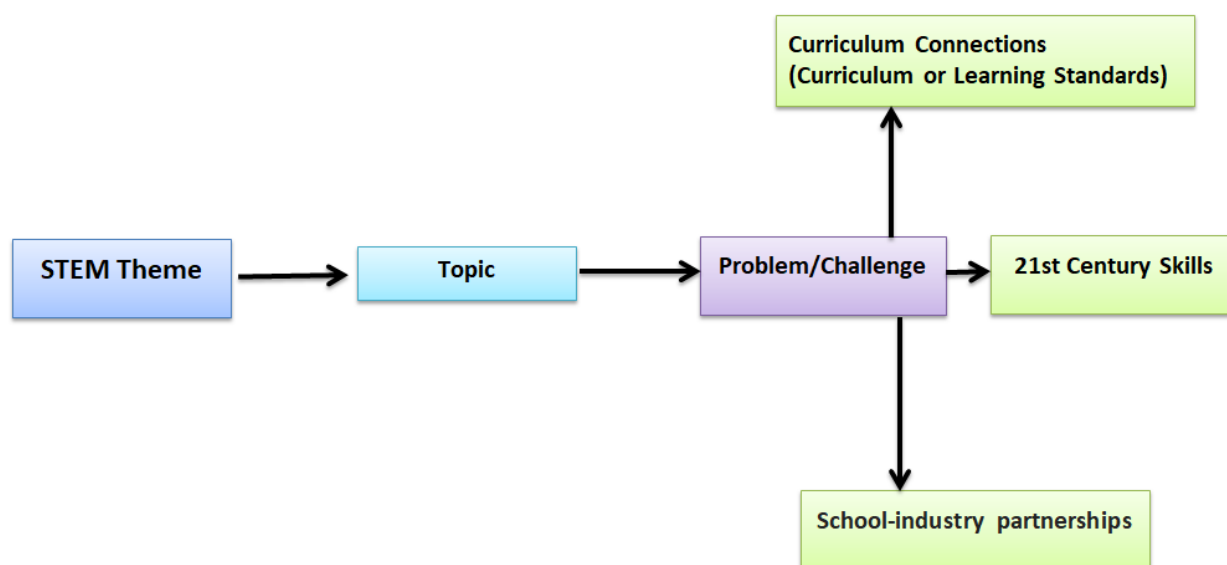 Curriculum Connections
(Curriculum or Learning Standards)
STEM Theme
Topic
Problem/Challenge
21st Century Skills
School-industry partnerships